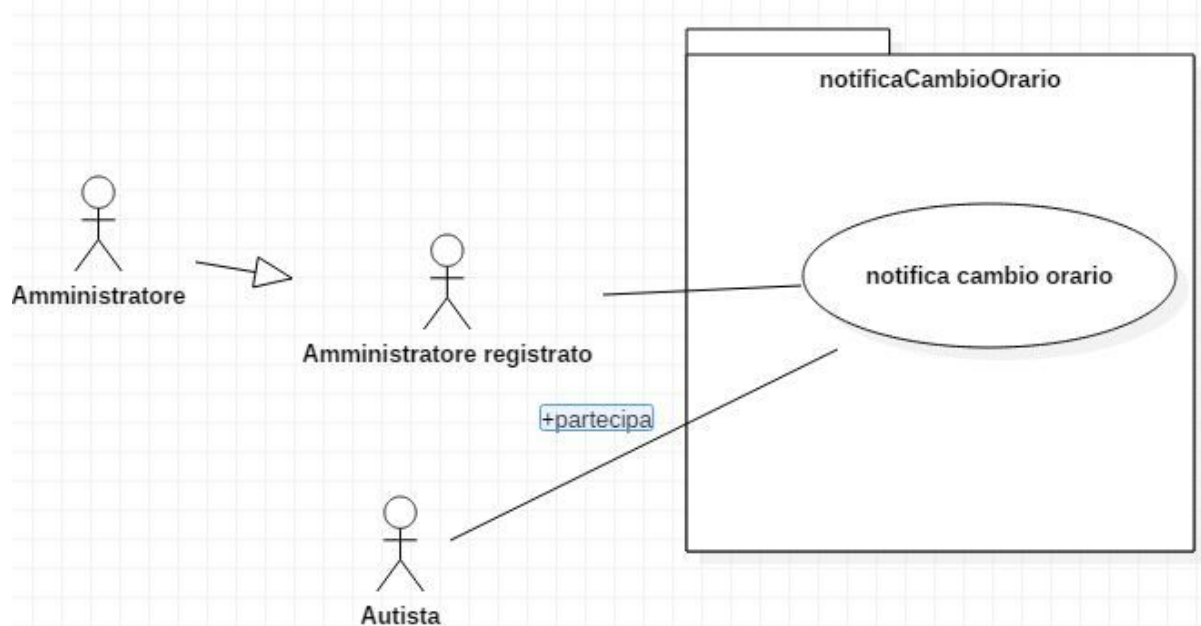 notificaCambioOrario
Amministratore
notifica cambio orario
Amministratore registrato
+partecipa
Autista